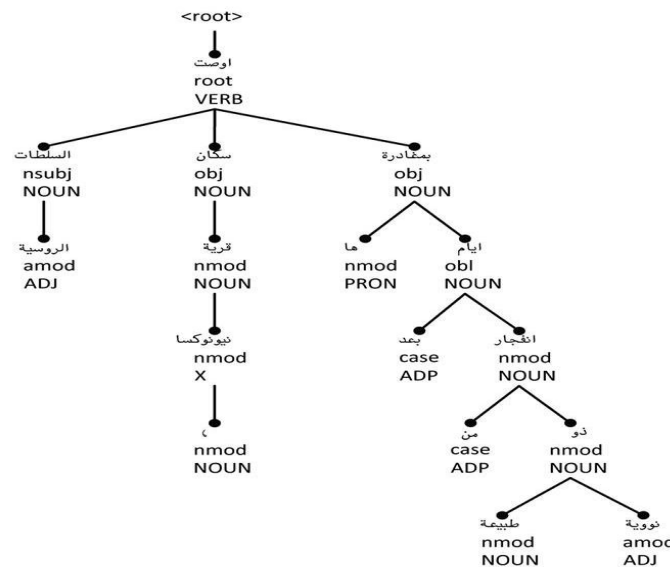 <root>
اوصت
root
VERB
السلطات سكان بمغادرة
nsubj obj obj
NOUN NOUN NOUN
الروسية قرية ها ايام
amod nmod nmod obl
ADJ NOUN PRON NOUN
نيونوكسا بعد انفجار
nmod case nmod
X ADP NOUN
من ذو
nmod case nmod
NOUN ADP NOUN
طبيعة نووية
nmod amod
NOUN ADJ